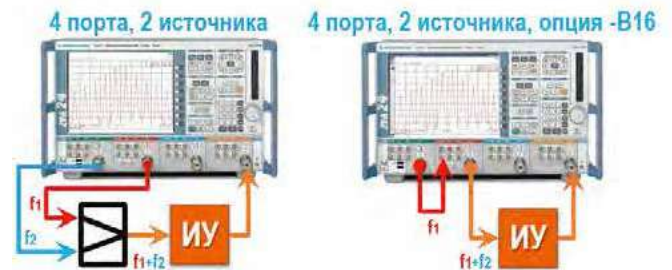 4 порта, 2 источника
4 порта, 2 источника, опция -B16
f1
f2
f1+f2
ИУ
f1
f1+f2
ИУ